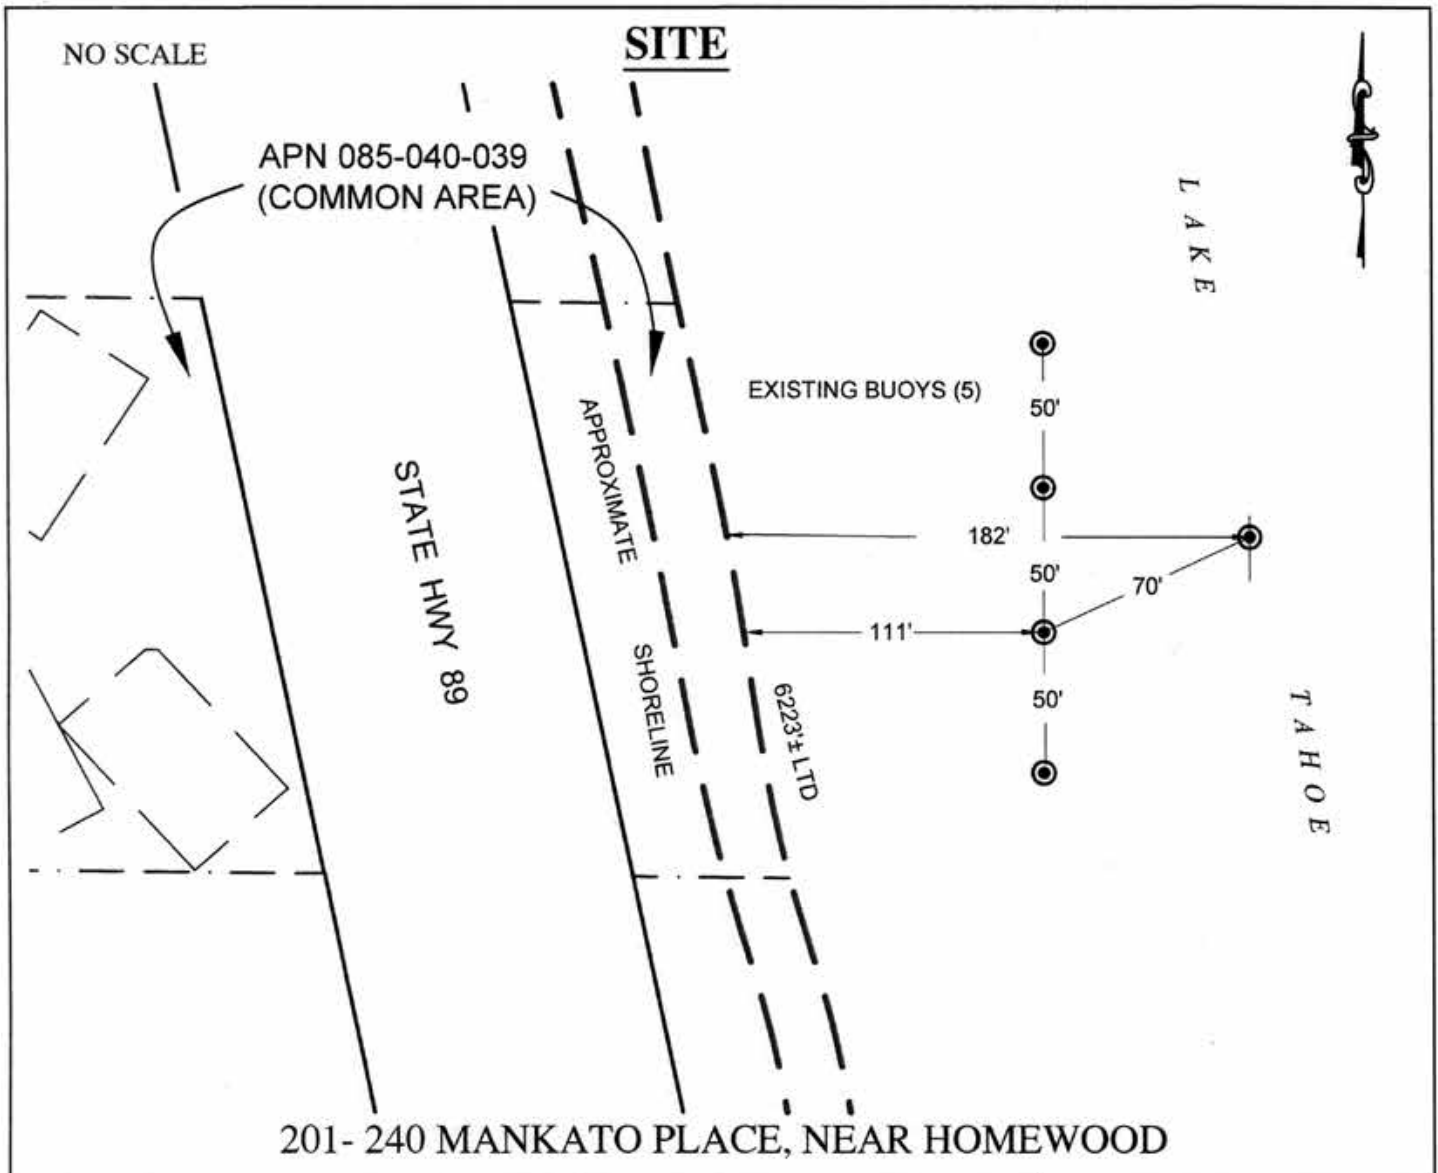 SITE
NO SCALE
APN 085-040-039
(COMMON AREA)
LAKE
EXISTING BUOYS (5)
50'
APPROXIMATE
STATE HWY 89
182'
50'
70'
111'
SHORELINE
50'
6223'± LTD
TAHOE
201- 240 MANKATO PLACE, NEAR HOMEWOOD